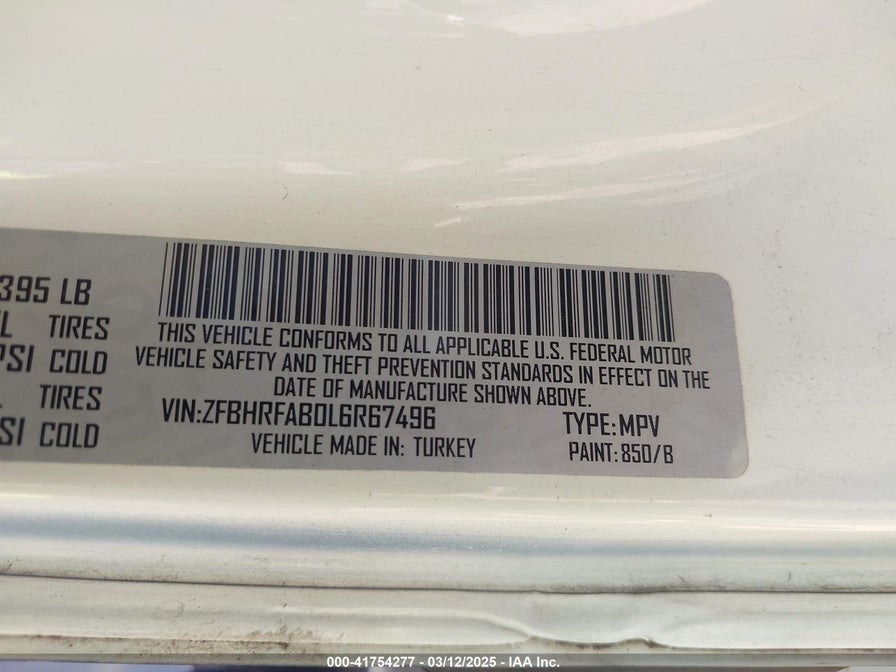 395 LB
TIRES
PSI COLD
TIRES
SI COLD
THIS VEHICLE CONFORMS TO ALL APPLICABLE U.S. FEDERAL MOTOR
VEHICLE SAFETY AND THEFT PREVENTION STANDARDS IN EFFECT ON THE
DATE OF MANUFACTURE SHOWN ABOVE.
VIN:ZFBHRFAB0L6R67496 TYPE:MPV
VEHICLE MADE IN: TURKEY PAINT:850/B
000-41754277 - 03/12/2025 - IAA Inc.